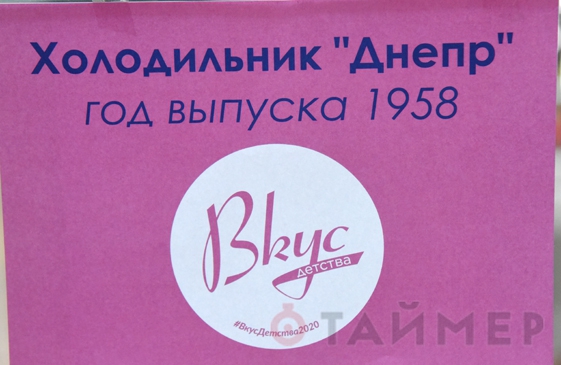 Холодильник "Днепр"
год выпуска 1958
Вкус
детства
#ВкусДетства2020
ТАЙМЕР